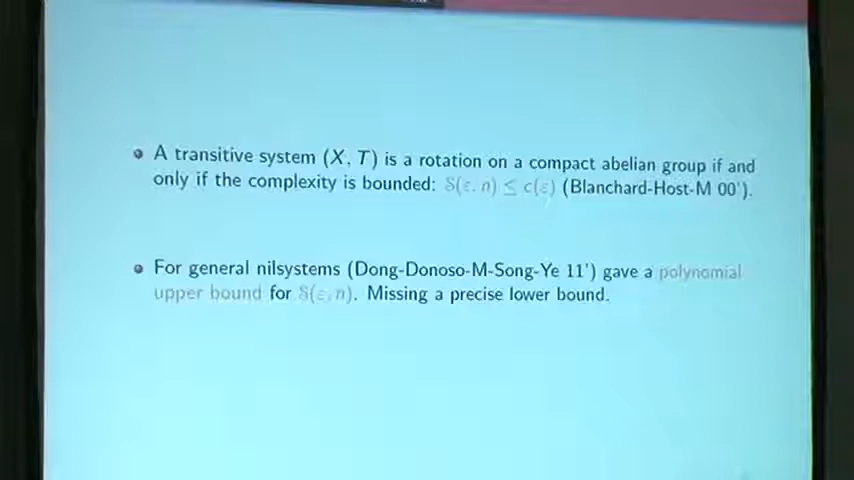 A transitive system (X, T) is a rotation on a compact abelian group if and
only if the complexity is bounded: S(ε, n) ≤ c(ε) (Blanchard-Host-M 00').
For general nilsystems (Dong-Donoso-M-Song-Ye 11') gave a polynomial
upper bound for S(ε, n). Missing a precise lower bound.